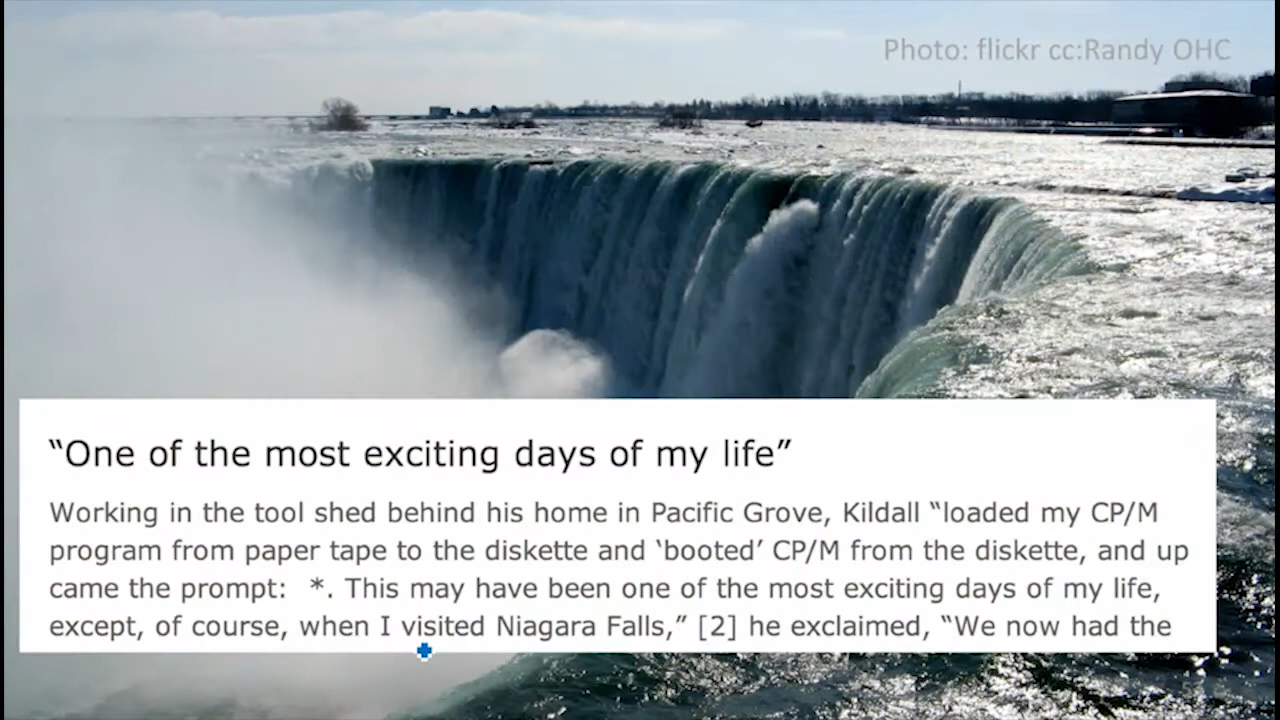 Photo: flickr cc:Randy OHC
“One of the most exciting days of my life”
Working in the tool shed behind his home in Pacific Grove, Kildall “loaded my CP/M
program from paper tape to the diskette and ‘booted’ CP/M from the diskette, and up
came the prompt: *. This may have been one of the most exciting days of my life,
except, of course, when I visited Niagara Falls,” [2] he exclaimed, “We now had the